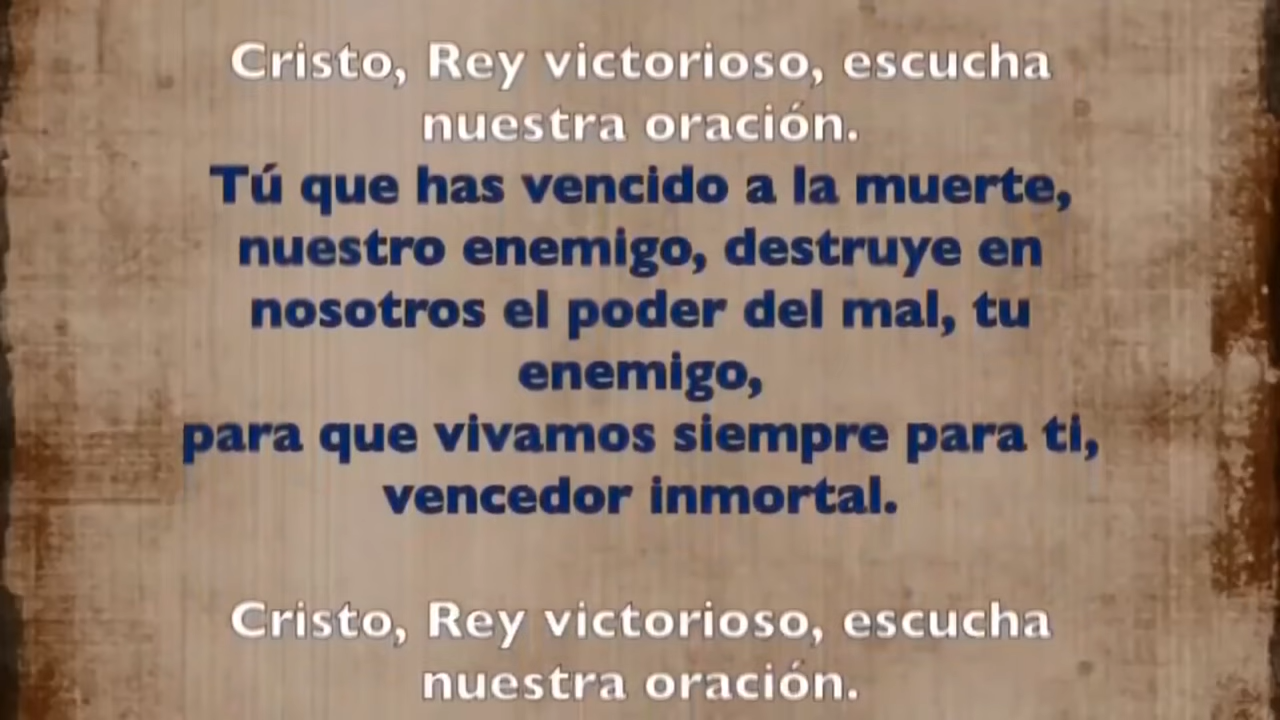 Cristo, Rey victorioso, escucha
nuestra oración.
Tú que has vencido a la muerte,
nuestro enemigo, destruye en
nosotros el poder del mal, tu
enemigo,
para que vivamos siempre para ti,
vencedor inmortal.
Cristo, Rey victorioso, escucha
nuestra oración.